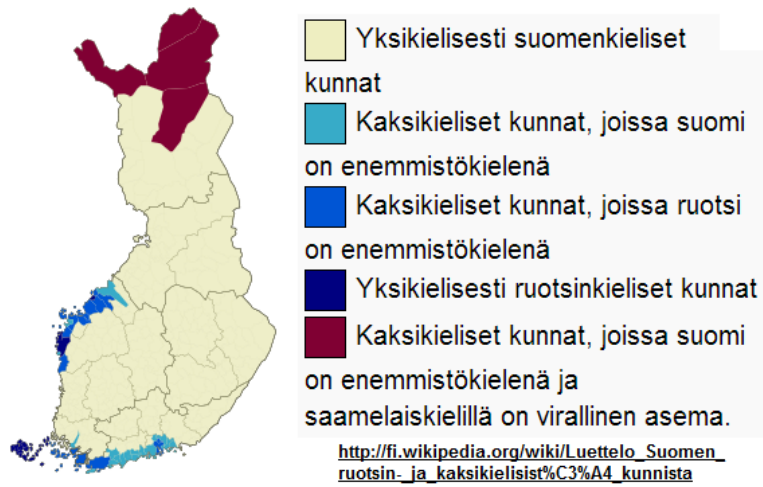 Yksikielisesti suomenkieliset
kunnat
Kaksikieliset kunnat, joissa suomi
on enemmistökielenä
Kaksikieliset kunnat, joissa ruotsi
on enemmistökielenä
Yksikielisesti ruotsinkieliset kunnat
Kaksikieliset kunnat, joissa suomi
on enemmistökielenä ja
saamelaiskielillä on virallinen asema.
http://fi.wikipedia.org/wiki/Luettelo_Suomen_
ruotsin-_ja_kaksikielisist%C3%A4_kunnista